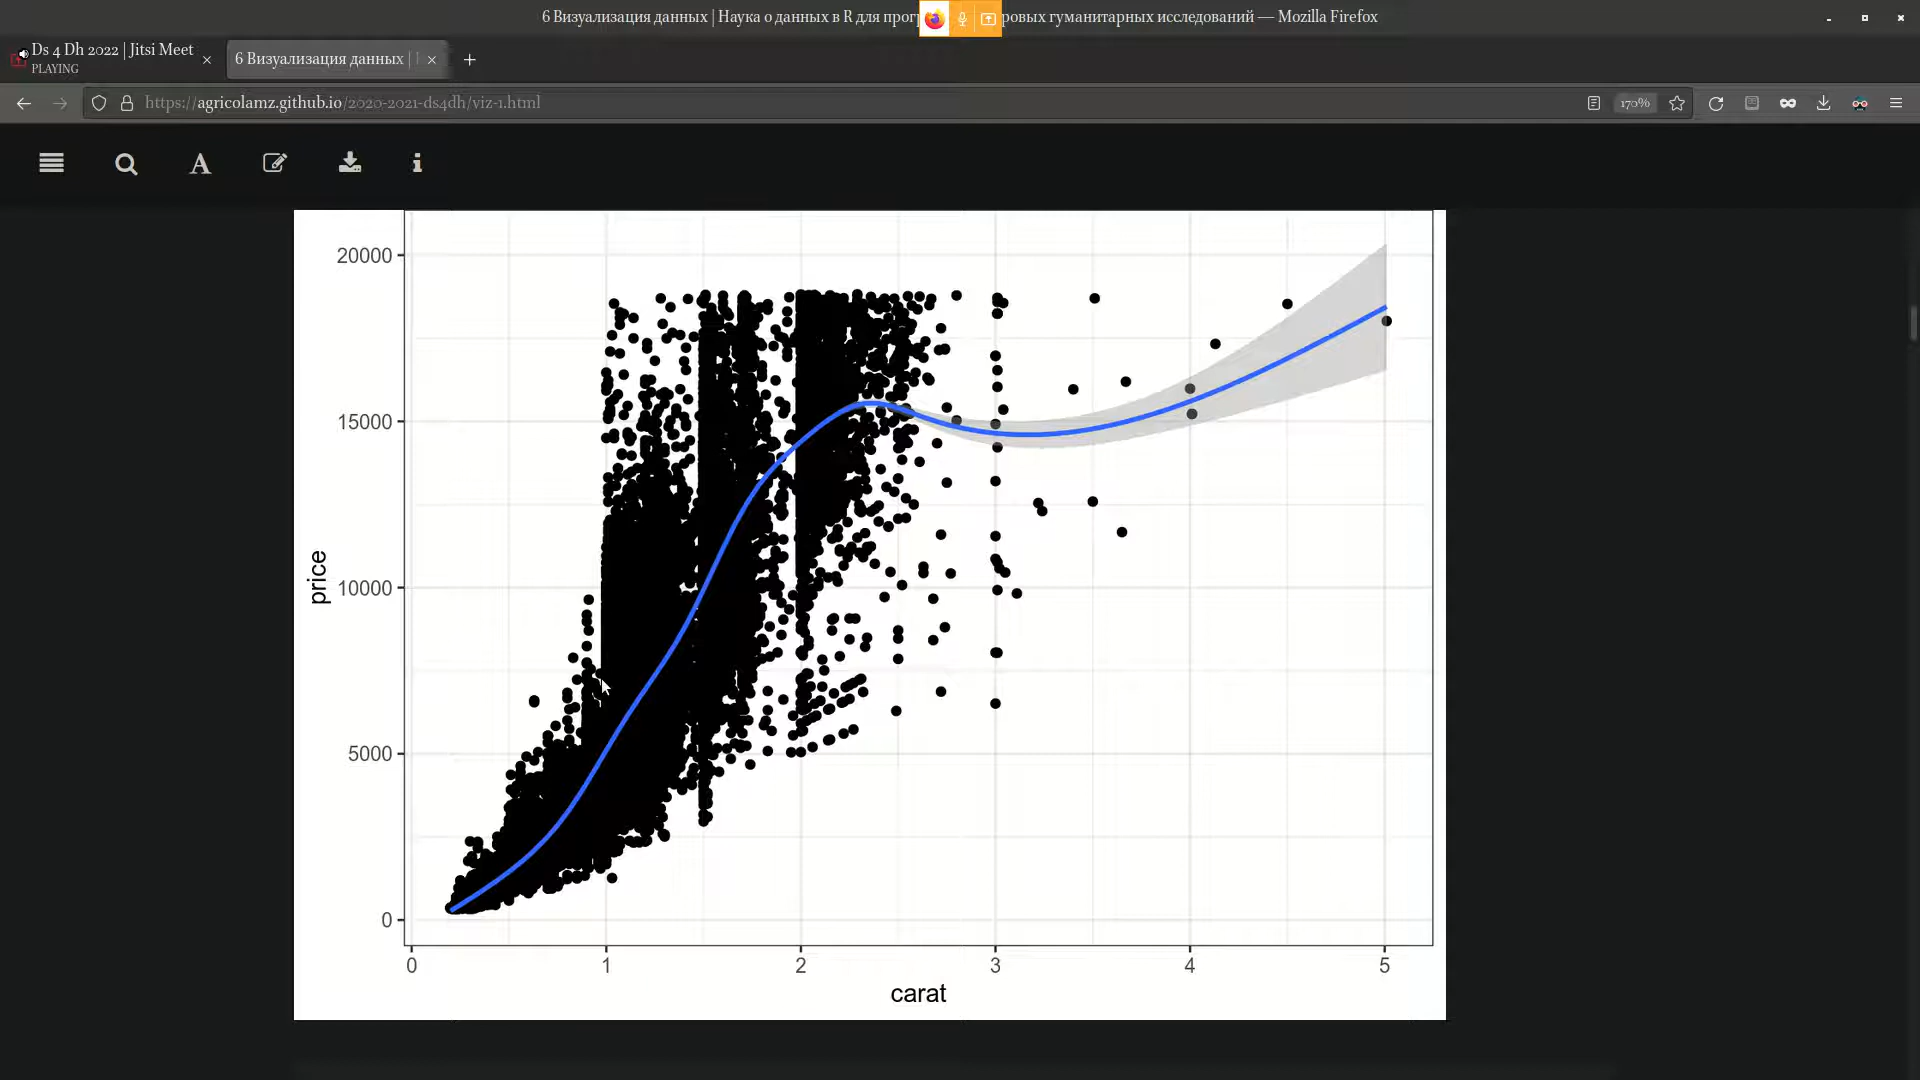 6 Визуализация данных | Наука о данных в R для прог
ровых гуманитарных исследований — Mozilla Firefox
Ds 4 Dh 2022 | Jitsi Meet
PLAYING
6 Визуализация данных |
https://agricolamz.github.io/2020-2021-ds4dh/viz-1.html
170%
A
i
20000
15000
10000
5000
0
price
0 1 2 3 4 5
carat